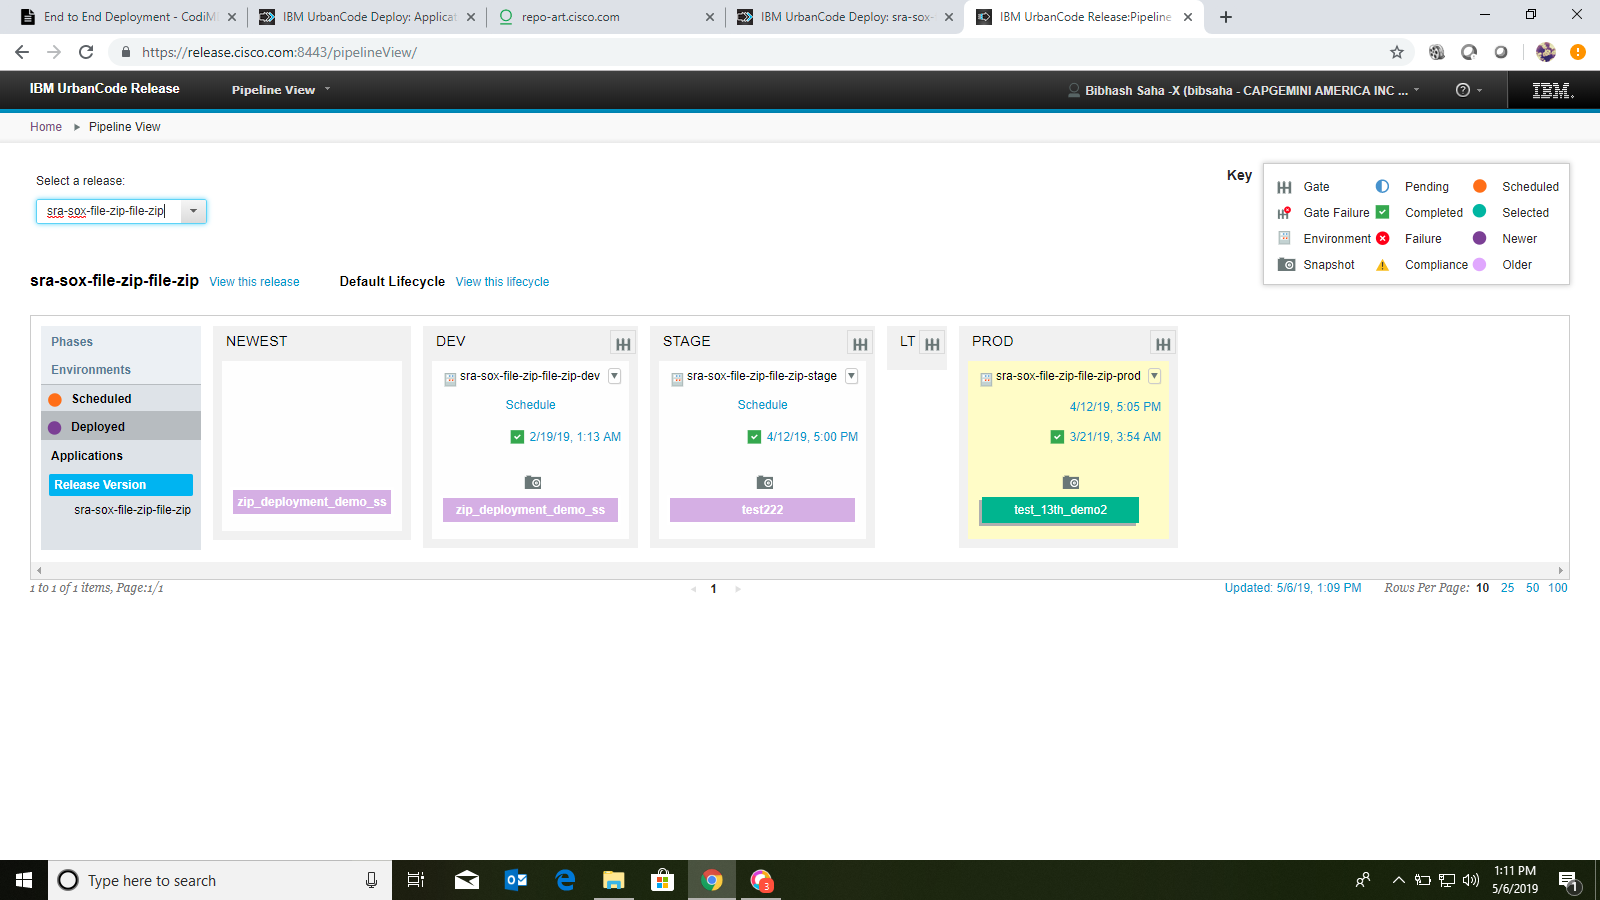 End to End Deployment - CodiM
IBM UrbanCode Deploy: Applicat
repo-art.cisco.com
IBM UrbanCode Deploy: sra-sox-
IBM UrbanCode Release:Pipeline
https://release.cisco.com:8443/pipelineView/
IBM UrbanCode Release
Pipeline View
Bibhash Saha -X (bibsaha - CAPGEMINI AMERICA INC ...
IBM.
Home
Pipeline View
Select a release:
sra-sox-file-zip-file-zip
Key
Gate
Pending
Scheduled
Gate Failure
Completed
Selected
Environment
Failure
Newer
Snapshot
Compliance
Older
sra-sox-file-zip-file-zip
View this release
Default Lifecycle
View this lifecycle
Phases
Environments
Scheduled
Deployed
Applications
Release Version
sra-sox-file-zip-file-zip
NEWEST
zip_deployment_demo_ss
DEV
sra-sox-file-zip-file-zip-dev
Schedule
2/19/19, 1:13 AM
zip_deployment_demo_ss
STAGE
sra-sox-file-zip-file-zip-stage
Schedule
4/12/19, 5:00 PM
test222
LT
PROD
sra-sox-file-zip-file-zip-prod
4/12/19, 5:05 PM
3/21/19, 3:54 AM
test_13th_demo2
1 to 1 of 1 items, Page:1/1
1
Updated: 5/6/19, 1:09 PM
Rows Per Page: 10 25 50 100
Type here to search
3
1:11 PM
5/6/2019
1